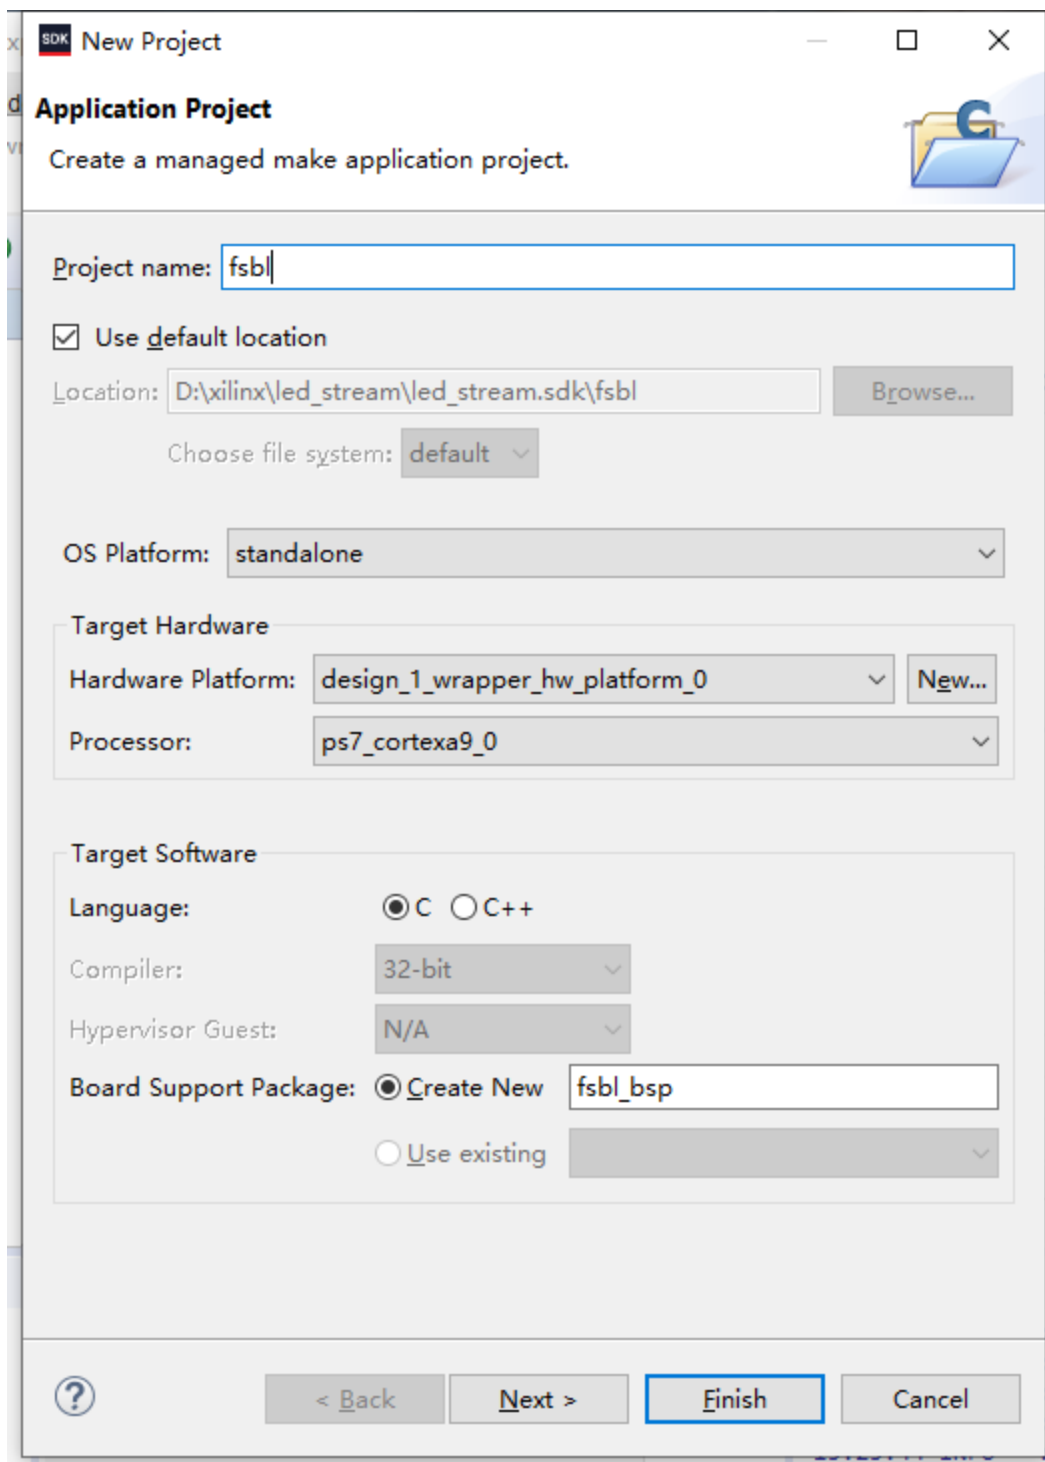 SDK New Project
Application Project
Create a managed make application project.
Project name: fsbl
Use default location
Location: D:\xilinx\led_stream\led_stream.sdk\fsbl Browse...
Choose file system: default
OS Platform: standalone
Target Hardware
Hardware Platform: design_1_wrapper_hw_platform_0 New...
Processor: ps7_cortexa9_0
Target Software
Language: C C++
Compiler: 32-bit
Hypervisor Guest: N/A
Board Support Package: Create New fsbl_bsp
Use existing
? < Back Next > Finish Cancel